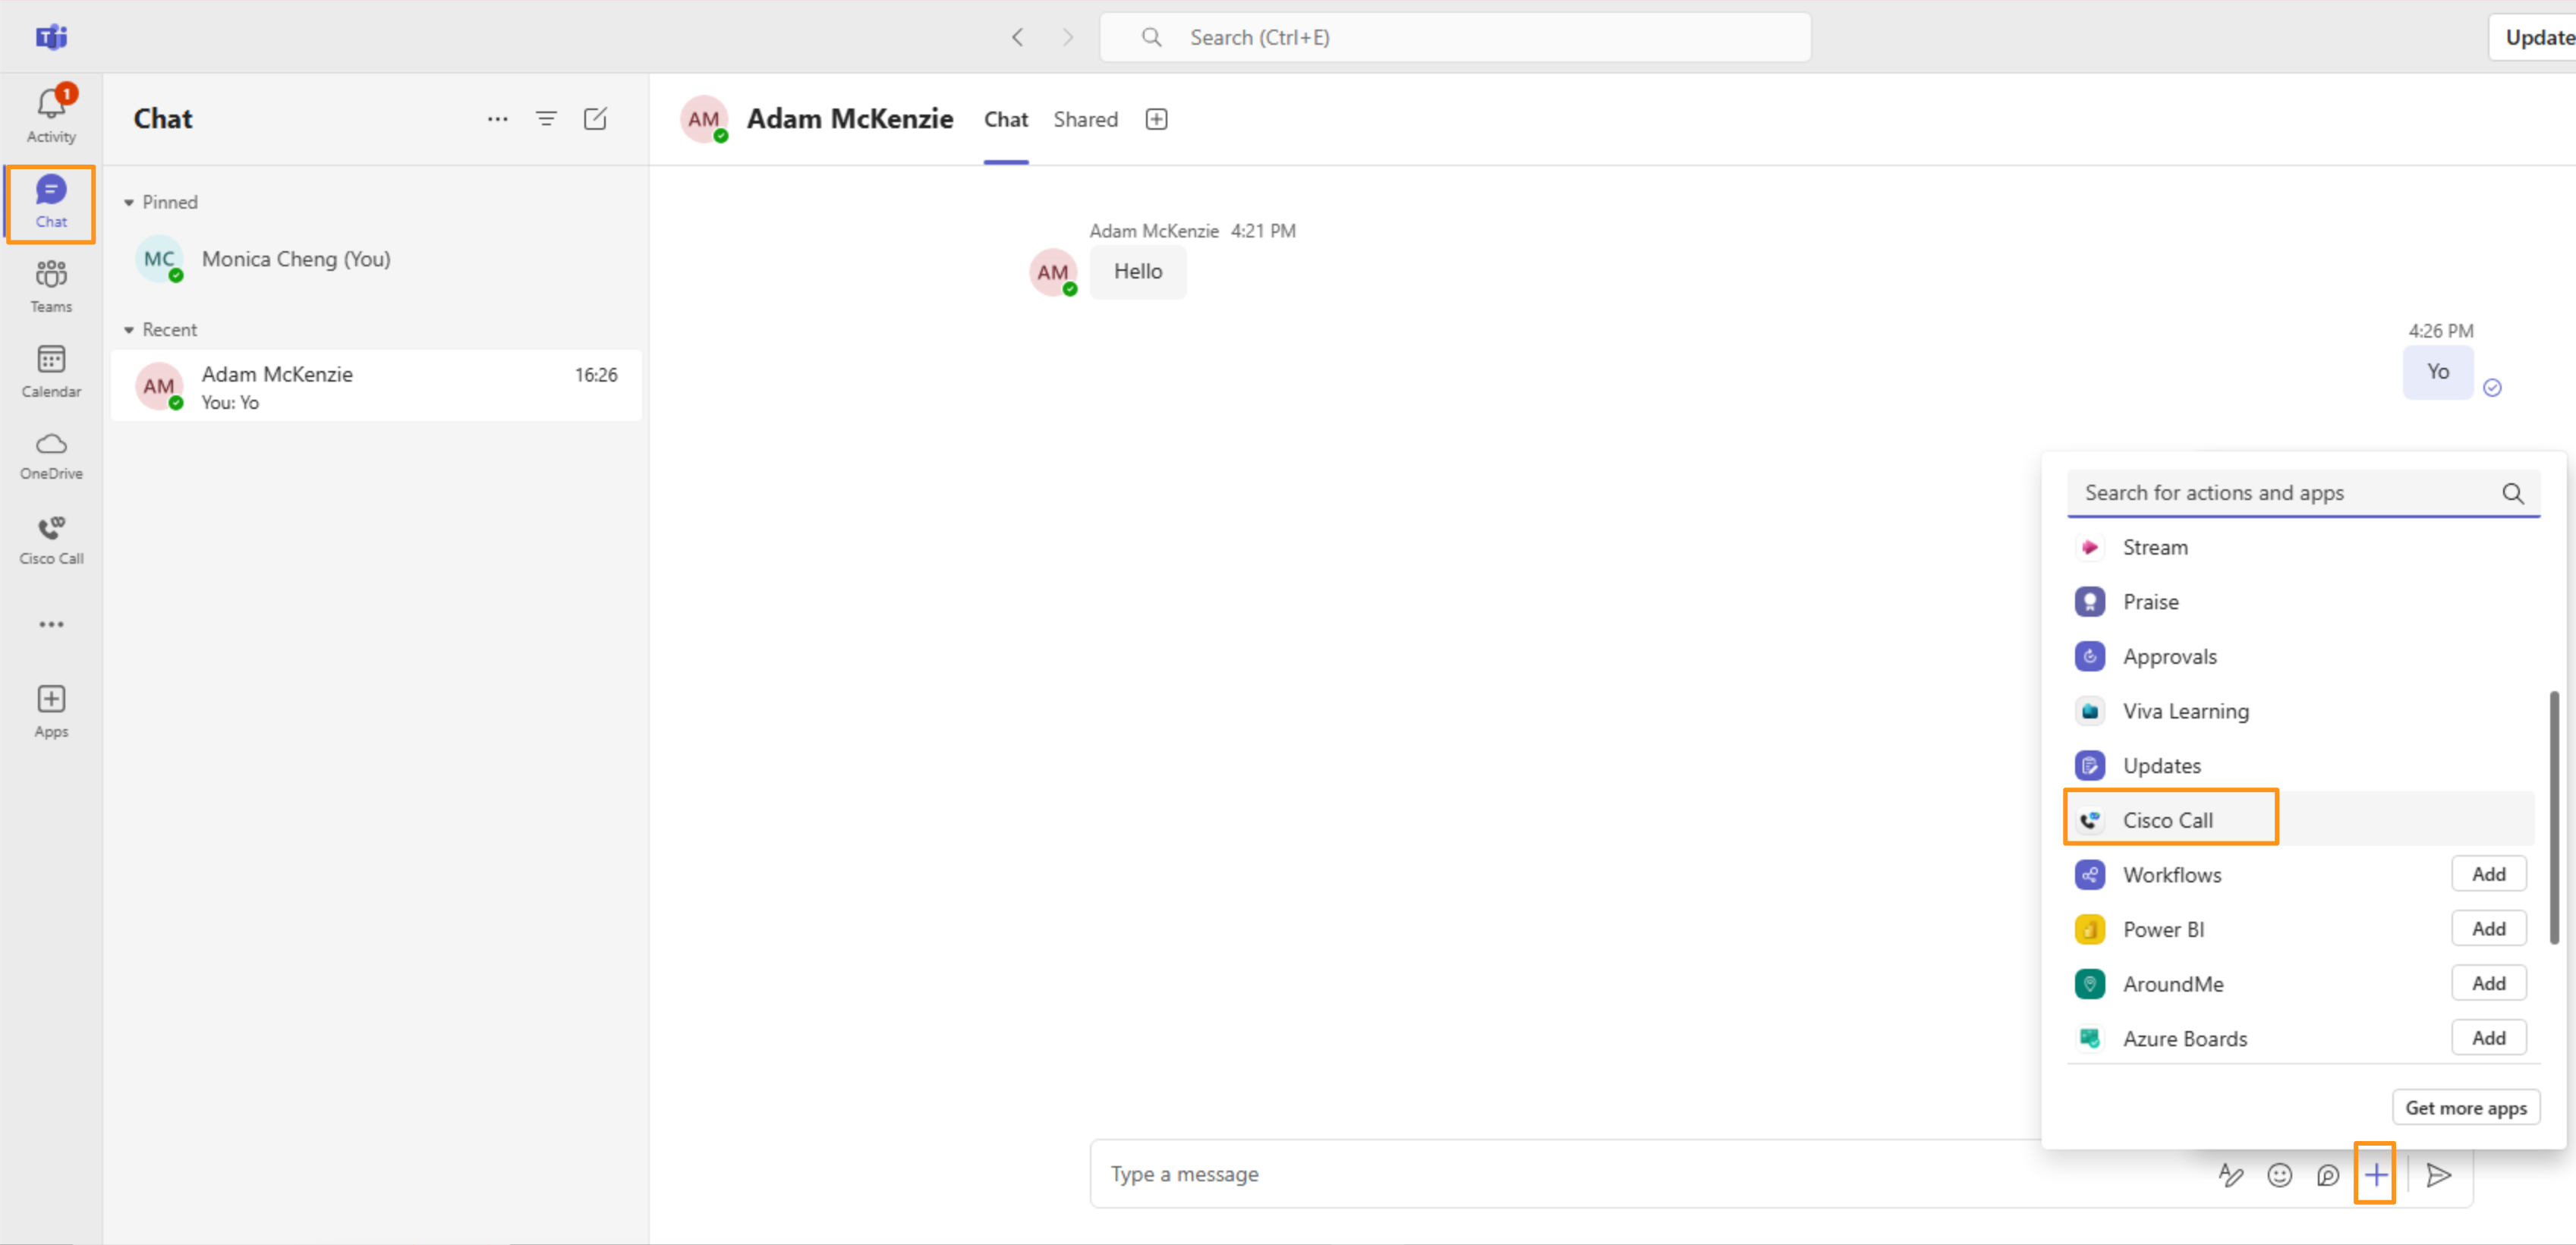 Search (Ctrl+E)
Update
1
Activity
Chat
Teams
Calendar
OneDrive
Cisco Call
Apps
Chat
Pinned
MC Monica Cheng (You)
Recent
AM Adam McKenzie 16:26
You: Yo
AM Adam McKenzie Chat Shared
Adam McKenzie 4:21 PM
AM Hello
4:26 PM
Yo
Search for actions and apps
Stream
Praise
Approvals
Viva Learning
Updates
Cisco Call
Workflows Add
Power BI Add
AroundMe Add
Azure Boards Add
Get more apps
Type a message